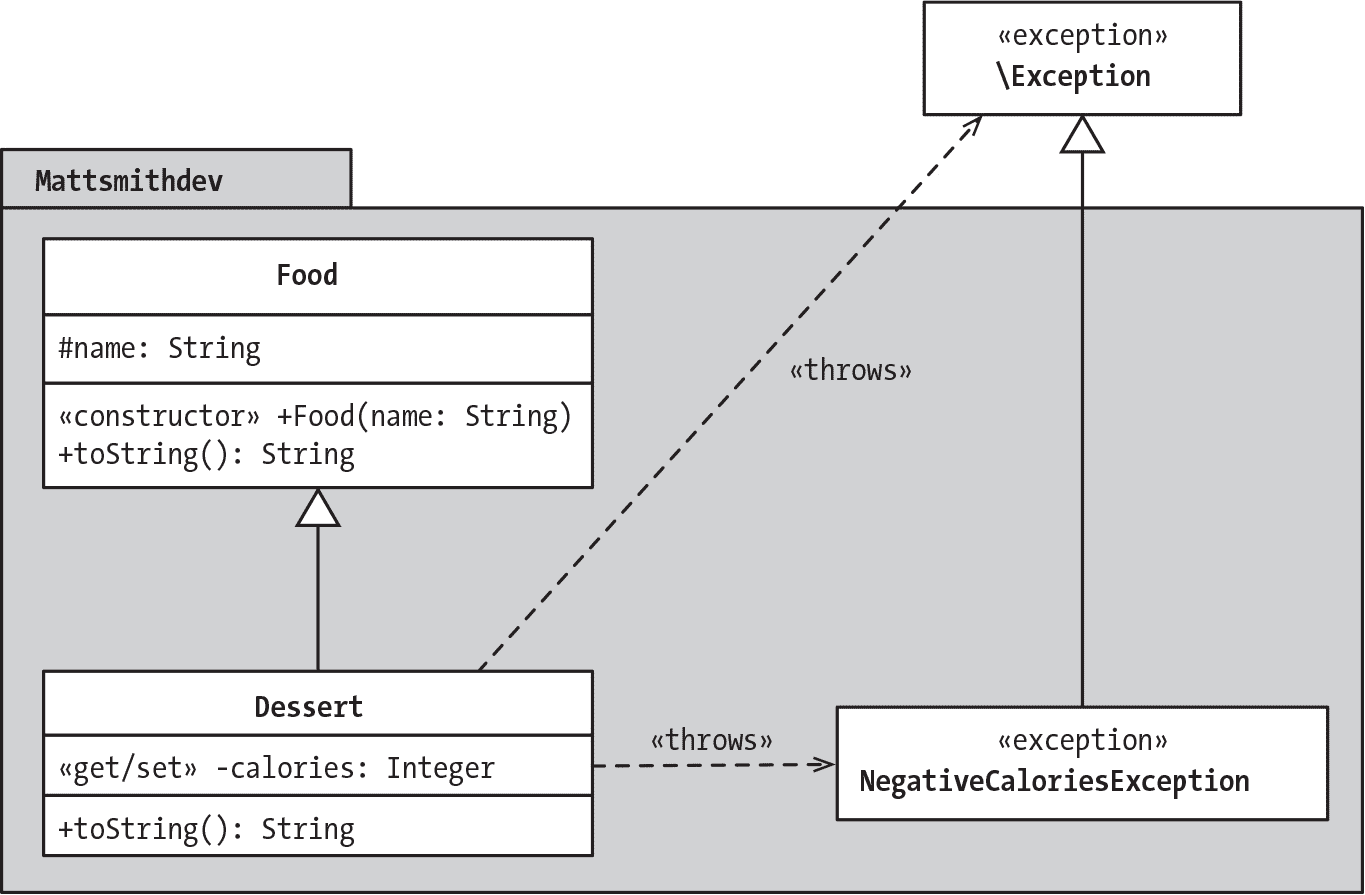 «exception»
\Exception
Mattsmithdev
Food
#name: String
«constructor» +Food(name: String)
+toString(): String
«throws»
Dessert
«get/set» -calories: Integer
+toString(): String
«throws»
«exception»
NegativeCaloriesException